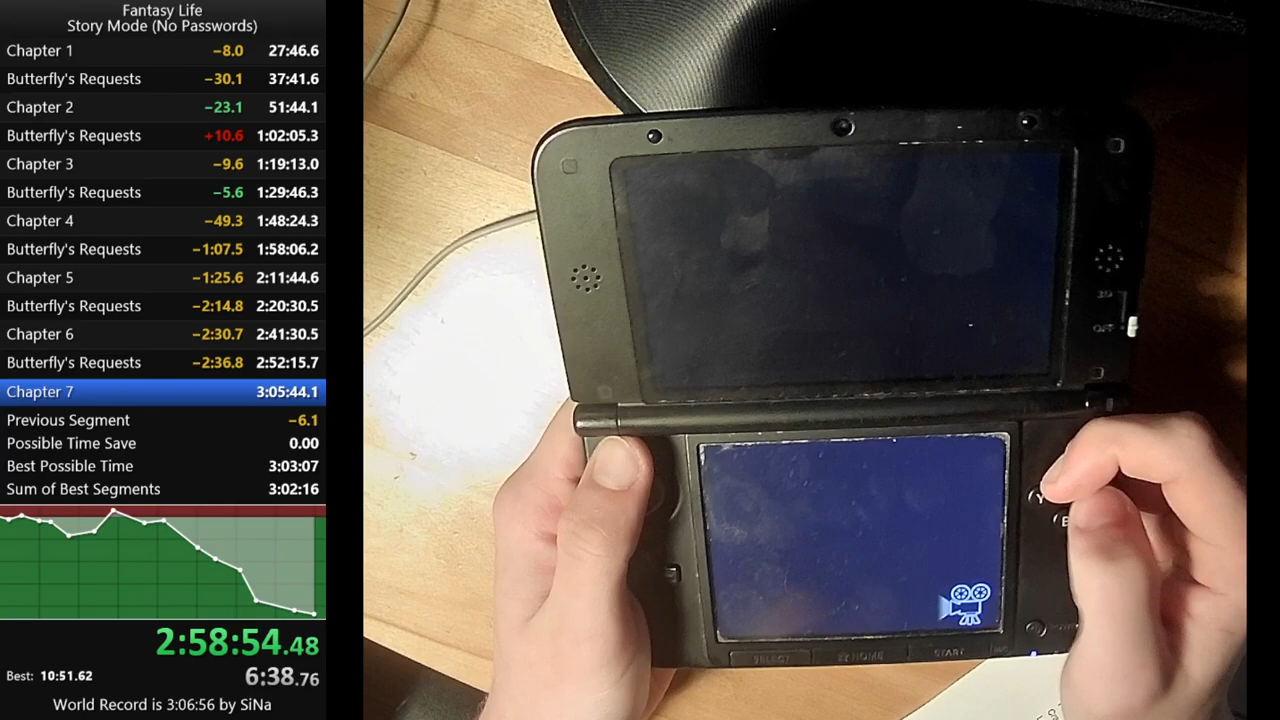 Fantasy Life
Story Mode (No Passwords)
Chapter 1 −8.0 27:46.6
Butterfly's Requests −30.1 37:41.6
Chapter 2 −23.1 51:44.1
Butterfly's Requests +10.6 1:02:05.3
Chapter 3 −9.6 1:19:13.0
Butterfly's Requests −5.6 1:29:46.3
Chapter 4 −49.3 1:48:24.3
Butterfly's Requests −1:07.5 1:58:06.2
Chapter 5 −1:25.6 2:11:44.6
Butterfly's Requests −2:14.8 2:20:30.5
Chapter 6 −2:30.7 2:41:30.5
Butterfly's Requests −2:36.8 2:52:15.7
Chapter 7 3:05:44.1
Previous Segment −6.1
Possible Time Save 0.00
Best Possible Time 3:03:07
Sum of Best Segments 3:02:16
2:58:54.48
Best: 10:51.62 6:38.76
World Record is 3:06:56 by SiNa
3D
OFF
Y
B
SELECT HOME START